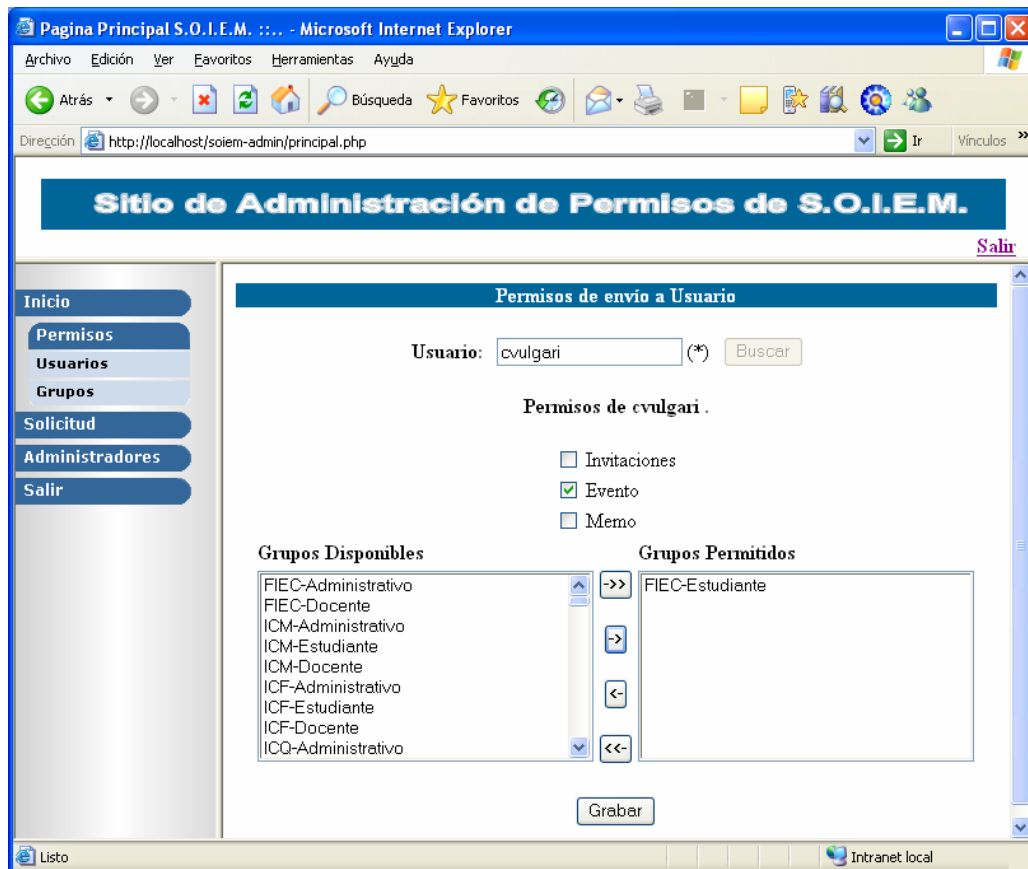 Pagina Principal S.O.I.E.M. ::.. - Microsoft Internet Explorer
Archivo Edición Ver Favoritos Herramientas Ayuda
Atrás Búsqueda Favoritos
Dirección http://localhost/soiem-admin/principal.php Ir Vínculos »
Sitio de Administración de Permisos de S.O.I.E.M.
Salir
Inicio
Permisos
Usuarios
Grupos
Solicitud
Administradores
Salir
Permisos de envío a Usuario
Usuario: cvulgari (*) Buscar
Permisos de cvulgari .
Invitaciones
Evento
Memo
Grupos Disponibles
FIEC-Administrativo
FIEC-Docente
ICM-Administrativo
ICM-Estudiante
ICM-Docente
ICF-Administrativo
ICF-Estudiante
ICF-Docente
ICQ-Administrativo
->>
->
<-
<<-
Grupos Permitidos
FIEC-Estudiante
Grabar
Listo Intranet local